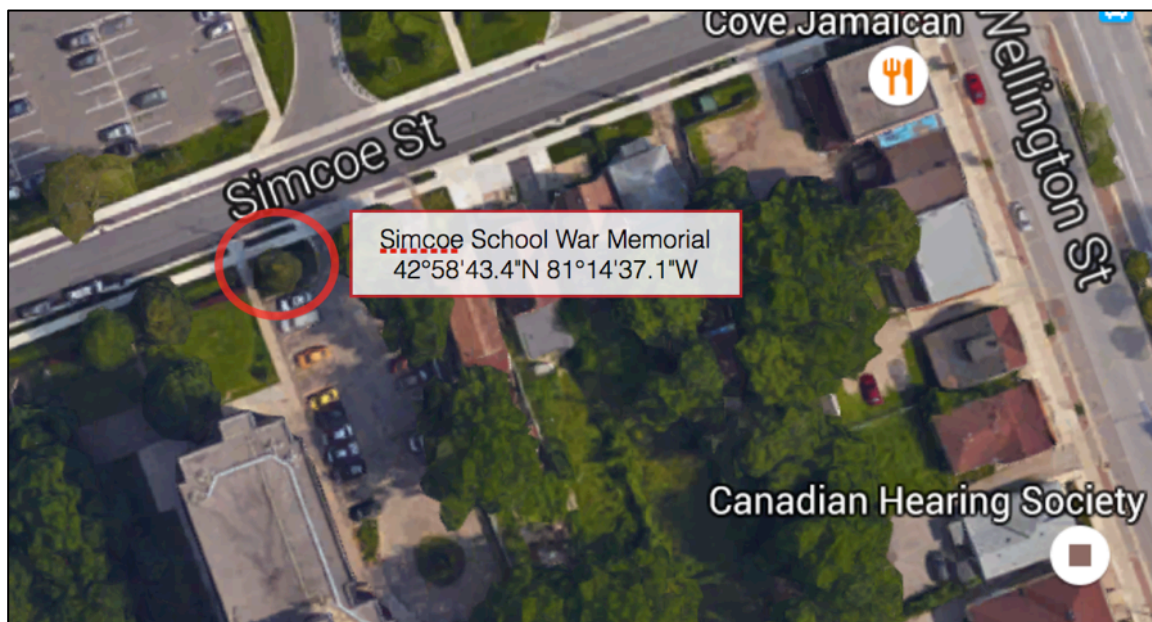 Cove Jamaican
Wellington St
Simcoe St
Simcoe School War Memorial
42°58'43.4"N 81°14'37.1"W
Canadian Hearing Society